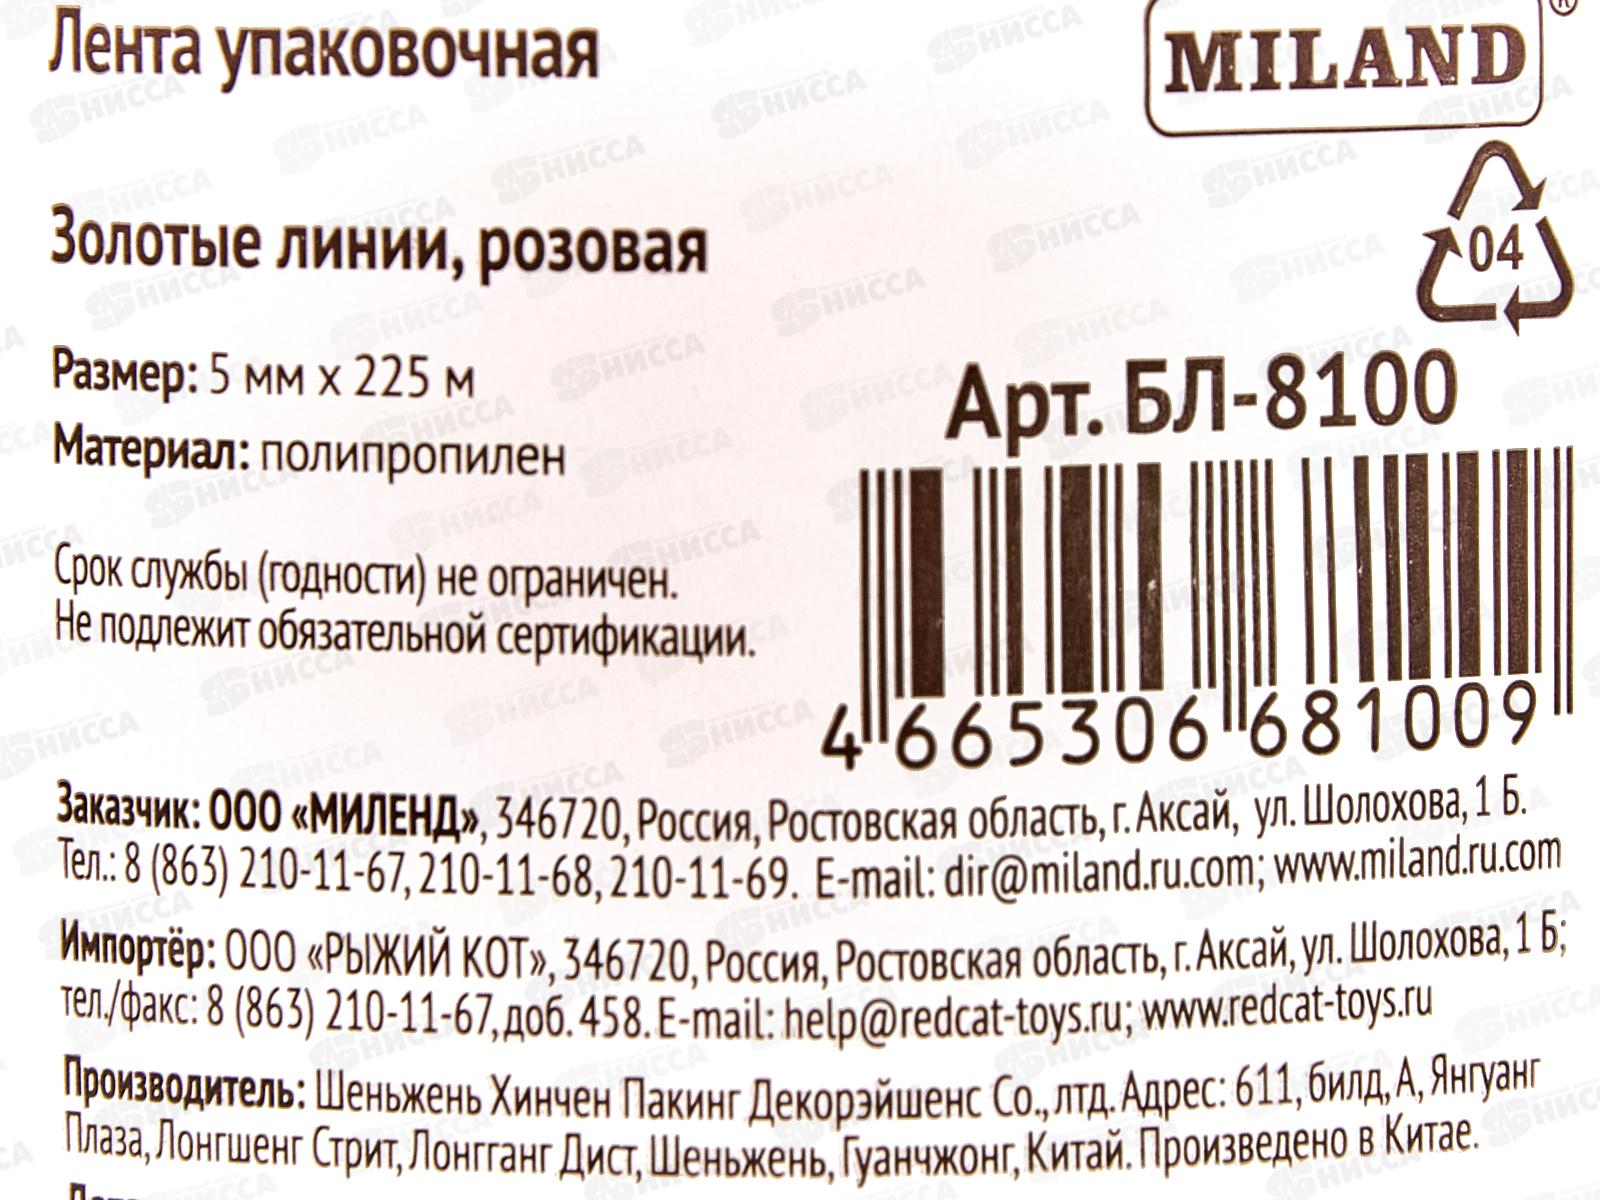 Лента упаковочная
MILAND®
Золотые линии, розовая
04
Размер: 5 мм х 225 м
Арт. БЛ-8100
Материал: полипропилен
Срок службы (годности) не ограничен.
Не подлежит обязательной сертификации.
4 665306 681009
Заказчик: ООО «МИЛЕНД», 346720, Россия, Ростовская область, г. Аксай, ул. Шолохова, 1 Б.
Тел.: 8 (863) 210-11-67, 210-11-68, 210-11-69. E-mail: dir@miland.ru.com; www.miland.ru.com
Импортёр: ООО «РЫЖИЙ КОТ», 346720, Россия, Ростовская область, г. Аксай, ул. Шолохова, 1 Б;
тел./факс: 8 (863) 210-11-67, доб. 458. E-mail: help@redcat-toys.ru; www.redcat-toys.ru
Производитель: Шеньжень Хинчен Пакинг Декорэйшенс Со., лтд. Адрес: 611, билд, А, Янгуанг
Плаза, Лонгшенг Стрит, Лонгганг Дист, Шеньжень, Гуанчжонг, Китай. Произведено в Китае.
НИССА